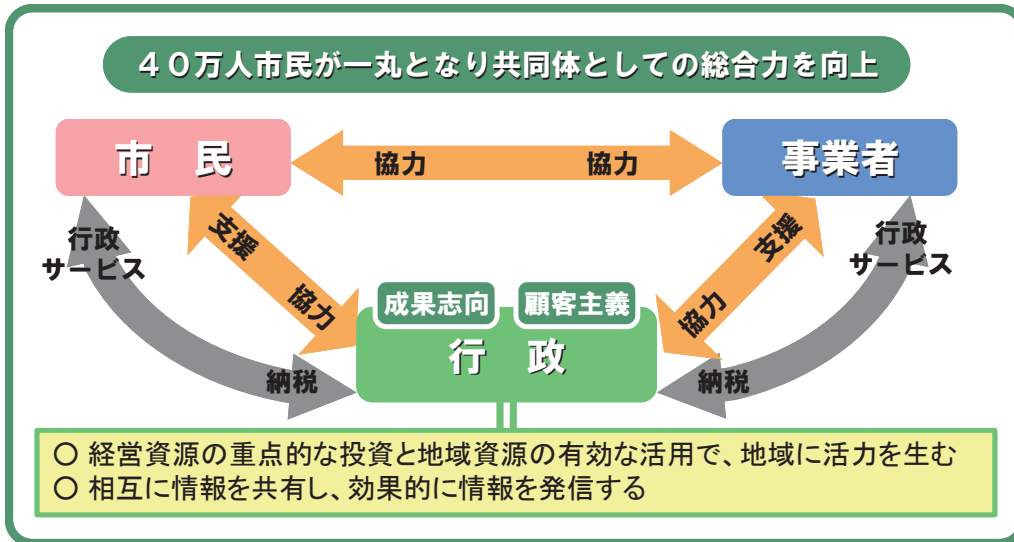 ４０万人市民が一丸となり共同体としての総合力を向上
市　民
協力
協力
事業者
行政
サービス
支援
協力
支援
協力
行政
サービス
成果志向
顧客主義
行　政
納税
納税
○ 経営資源の重点的な投資と地域資源の有効な活用で、地域に活力を生む
○ 相互に情報を共有し、効果的に情報を発信する